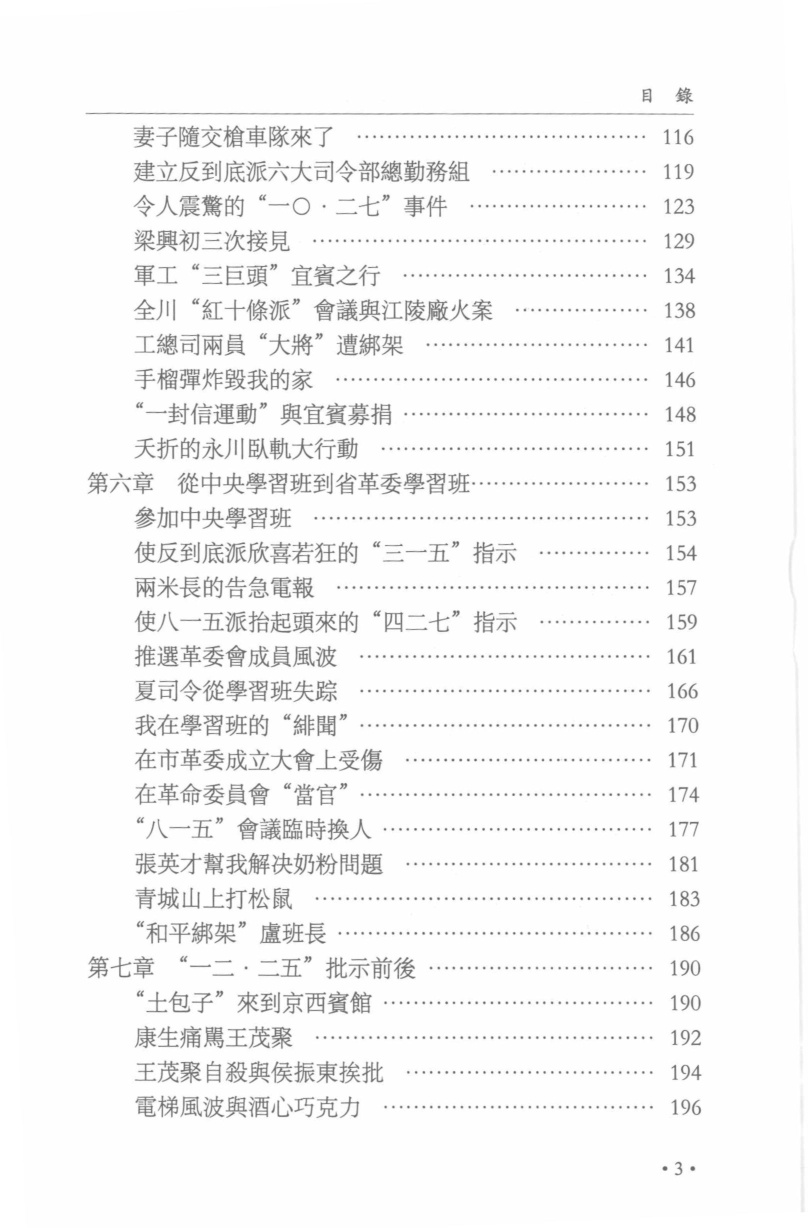 目 錄
妻子隨交槍車隊來了 …………………………………… 116
建立反到底派六大司令部總勤務組 ………………… 119
令人震驚的“一〇·二七”事件 …………………… 123
梁興初三次接見 ……………………………………… 129
軍工“三巨頭”宜賓之行 …………………………… 134
全川“紅十條派”會議與江陵廠火案 ……………… 138
工總司兩員“大將”遭綁架 ………………………… 141
手榴彈炸毀我的家 …………………………………… 146
“一封信運動”與宜賓募捐 ………………………… 148
夭折的永川臥軌大行動 ……………………………… 151
第六章 從中央學習班到省革委學習班…………………… 153
參加中央學習班 ……………………………………… 153
使反到底派欣喜若狂的“三一五”指示 …………… 154
兩米長的告急電報 …………………………………… 157
使八一五派抬起頭來的“四二七”指示 …………… 159
推選革委會成員風波 ………………………………… 161
夏司令從學習班失踪 ………………………………… 166
我在學習班的“緋聞” ……………………………… 170
在市革委成立大會上受傷 …………………………… 171
在革命委員會“當官” ……………………………… 174
“八一五”會議臨時換人 …………………………… 177
張英才幫我解决奶粉問題 …………………………… 181
青城山上打松鼠 ……………………………………… 183
“和平綁架”盧班長 ………………………………… 186
第七章 “一二·二五”批示前後 ………………………… 190
“土包子”來到京西賓館 …………………………… 190
康生痛駡王茂聚 ……………………………………… 192
王茂聚自殺與侯振東挨批 …………………………… 194
電梯風波與酒心巧克力 ……………………………… 196
•3•